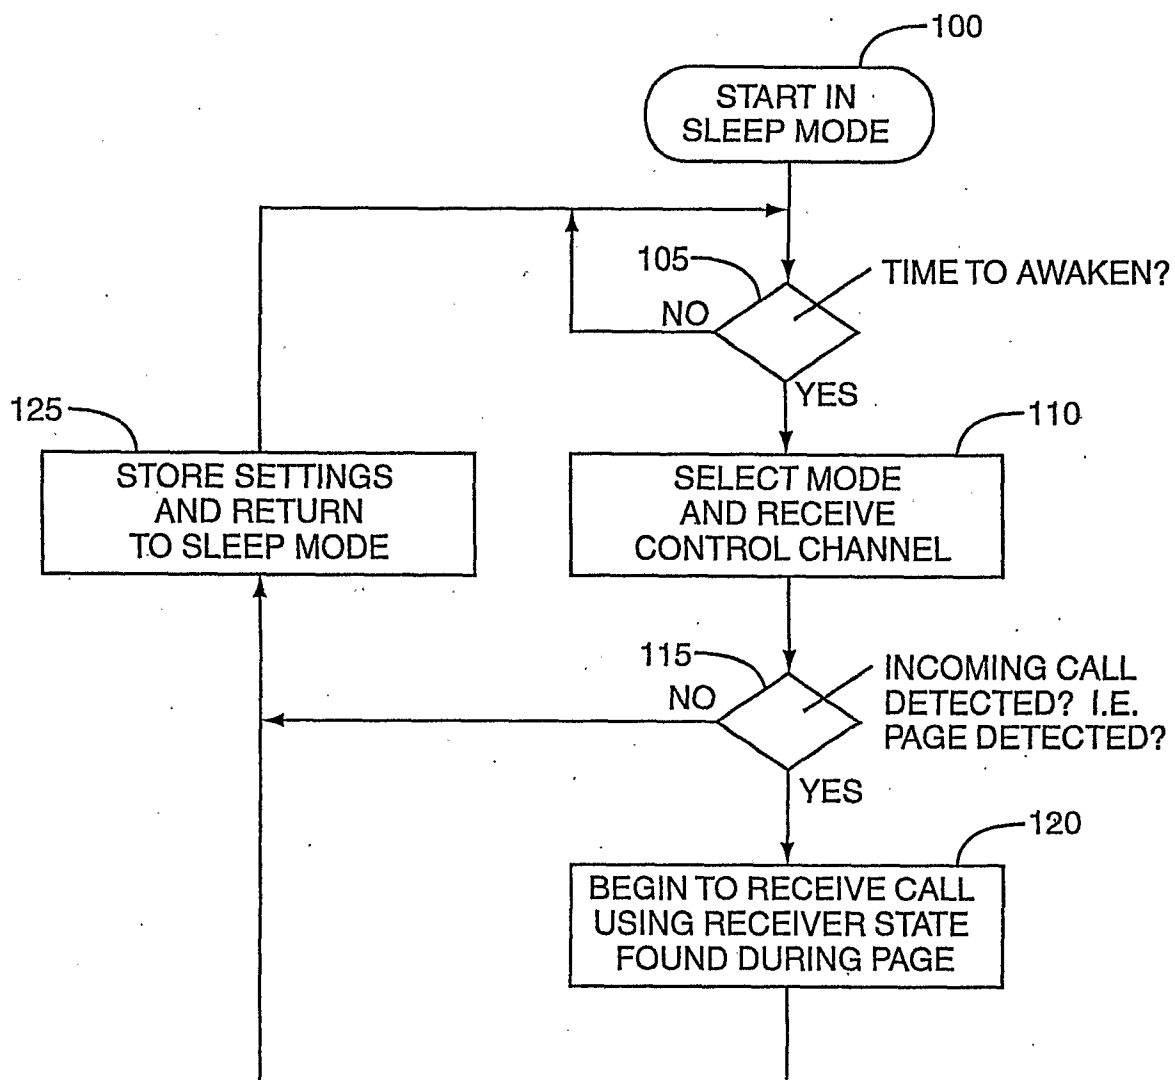 100
START IN
SLEEP MODE
105
TIME TO AWAKEN?
NO
YES
125
110
STORE SETTINGS
AND RETURN
TO SLEEP MODE
SELECT MODE
AND RECEIVE
CONTROL CHANNEL
115
NO
INCOMING CALL
DETECTED? I.E.
PAGE DETECTED?
YES
120
BEGIN TO RECEIVE CALL
USING RECEIVER STATE
FOUND DURING PAGE